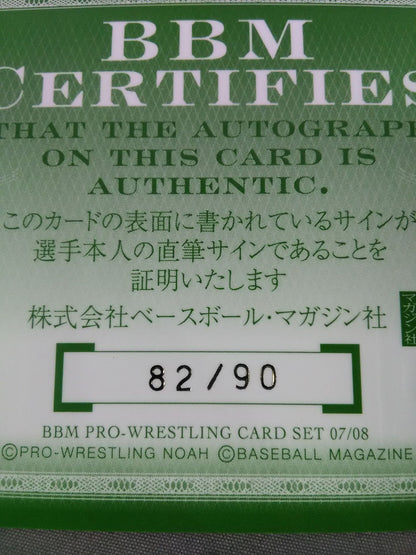 BBM
CERTIFIES
THAT THE AUTOGRAPH
ON THIS CARD IS
AUTHENTIC.
このカードの表面に書かれているサインが
選手本人の直筆サインであることを
証明いたします
株式会社ベースボール・マガジン社
82/90
BBM PRO-WRESTLING CARD SET 07/08
©PRO-WRESTLING NOAH ©BASEBALL MAGAZINE